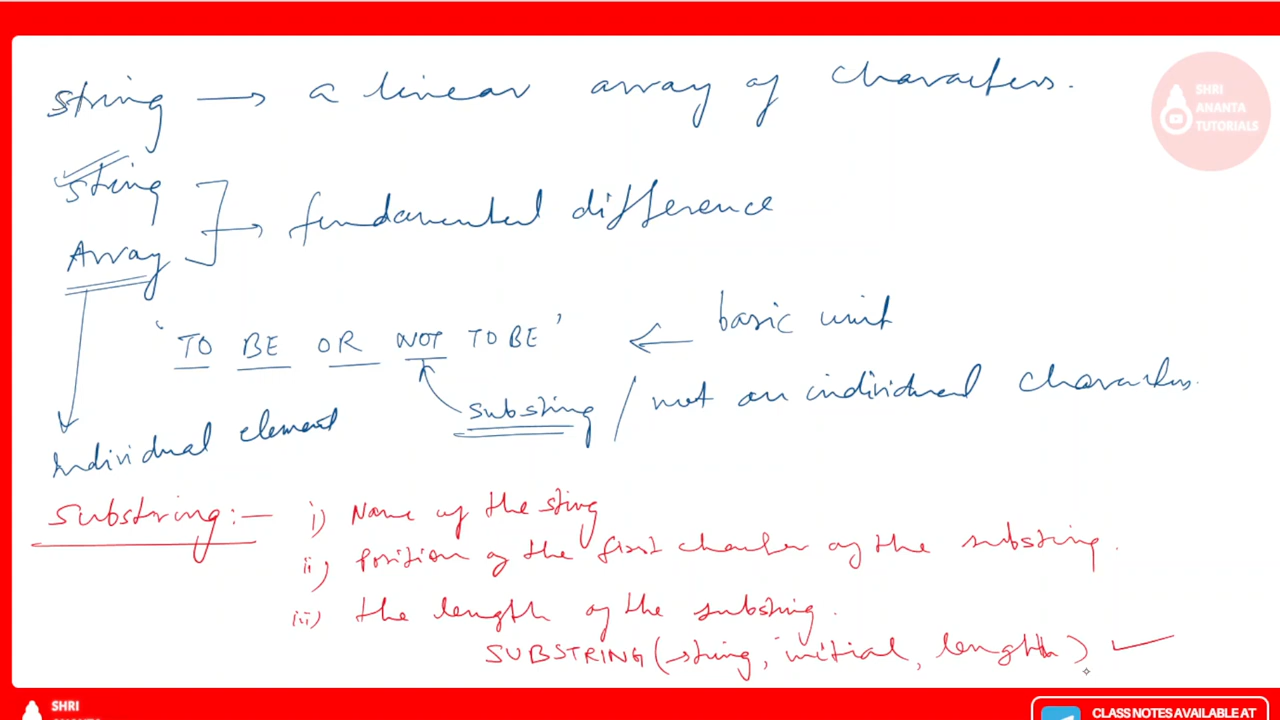 string → a linear array of characters.
SHRI
ANANTA
TUTORIALS
string
Array
→ fundamental difference
'TO BE OR NOT TO BE' ← basic unit
substring / not an individual characters.
Individual element
Substring :-
i) Name of the string
ii) Position of the first character of the substring.
iii) the length of the substring.
SUBSTRING(string, initial, length)
SHRI
CLASS NOTES AVAILABLE AT